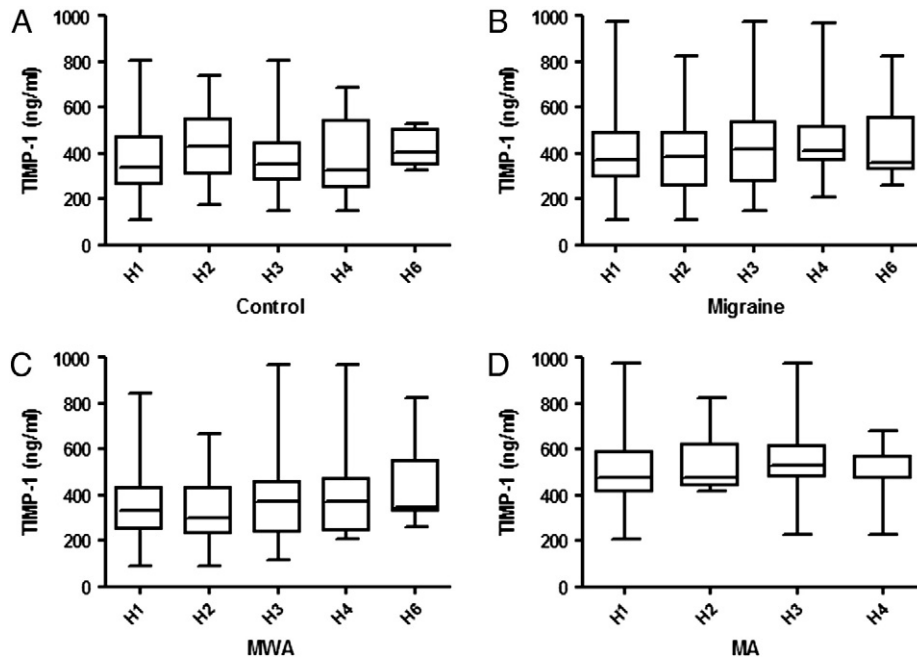 A
TIMP-1 (ng/ml)
1000
800
600
400
200
0
H1 H2 H3 H4 H6
Control
B
TIMP-1 (ng/ml)
1000
800
600
400
200
0
H1 H2 H3 H4 H6
Migraine
C
TIMP-1 (ng/ml)
1000
800
600
400
200
0
H1 H2 H3 H4 H6
MWA
D
TIMP-1 (ng/ml)
1000
800
600
400
200
0
H1 H2 H3 H4
MA